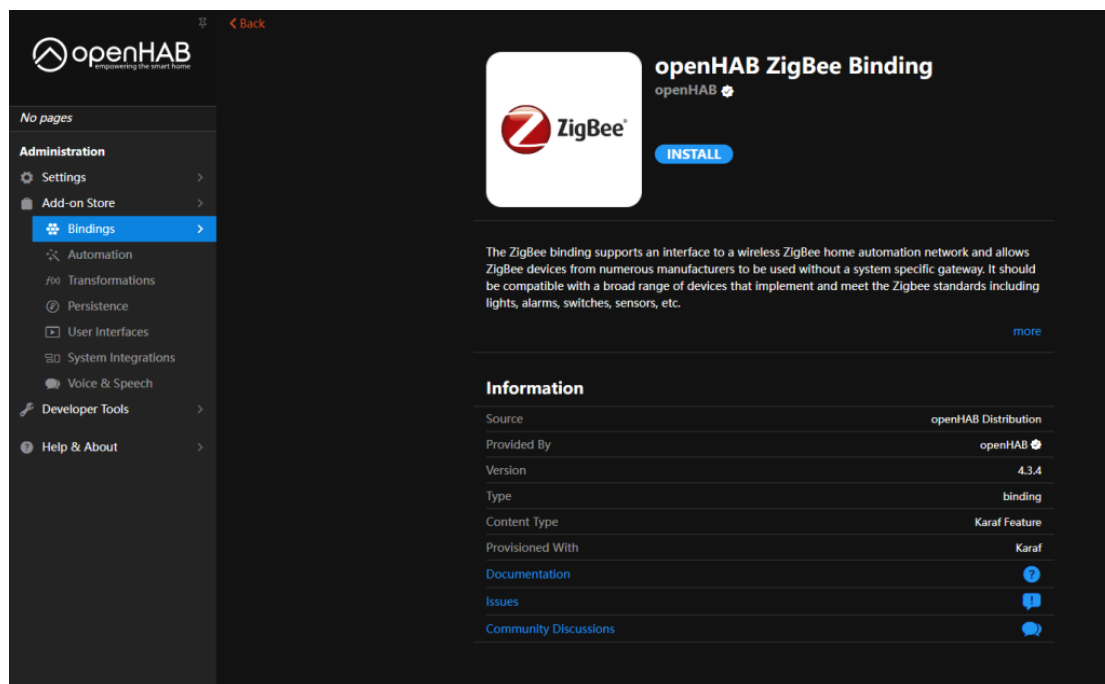 Back
openHAB
empowering the smart home
No pages
Administration
Settings
Add-on Store
Bindings
Automation
f(x) Transformations
Persistence
User Interfaces
System Integrations
Voice & Speech
Developer Tools
Help & About
ZigBee®
openHAB ZigBee Binding
openHAB
INSTALL
The ZigBee binding supports an interface to a wireless ZigBee home automation network and allows
ZigBee devices from numerous manufacturers to be used without a system specific gateway. It should
be compatible with a broad range of devices that implement and meet the Zigbee standards including
lights, alarms, switches, sensors, etc.
more
Information
Source openHAB Distribution
Provided By openHAB
Version 4.3.4
Type binding
Content Type Karaf Feature
Provisioned With Karaf
Documentation
Issues
Community Discussions